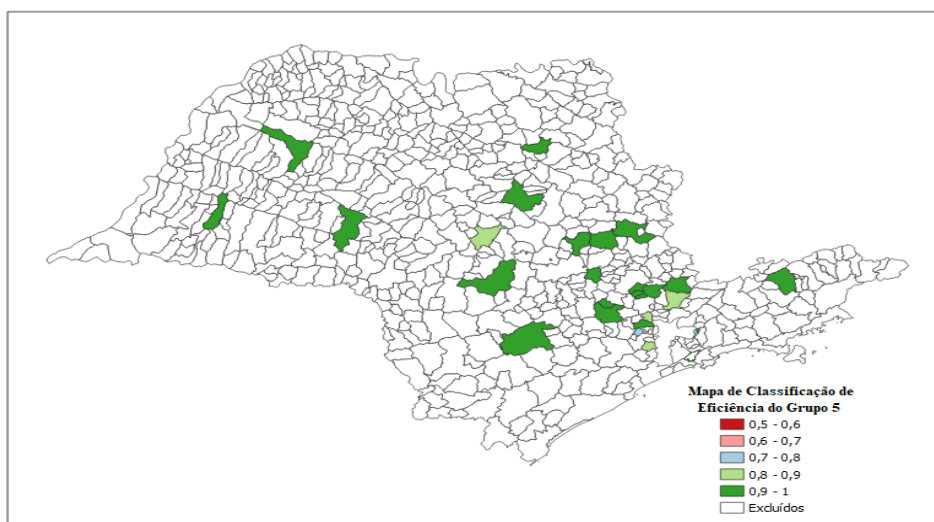 Mapa de Classificação de
Eficiência do Grupo 5
0,5 - 0,6
0,6 - 0,7
0,7 - 0,8
0,8 - 0,9
0,9 - 1
Excluídos